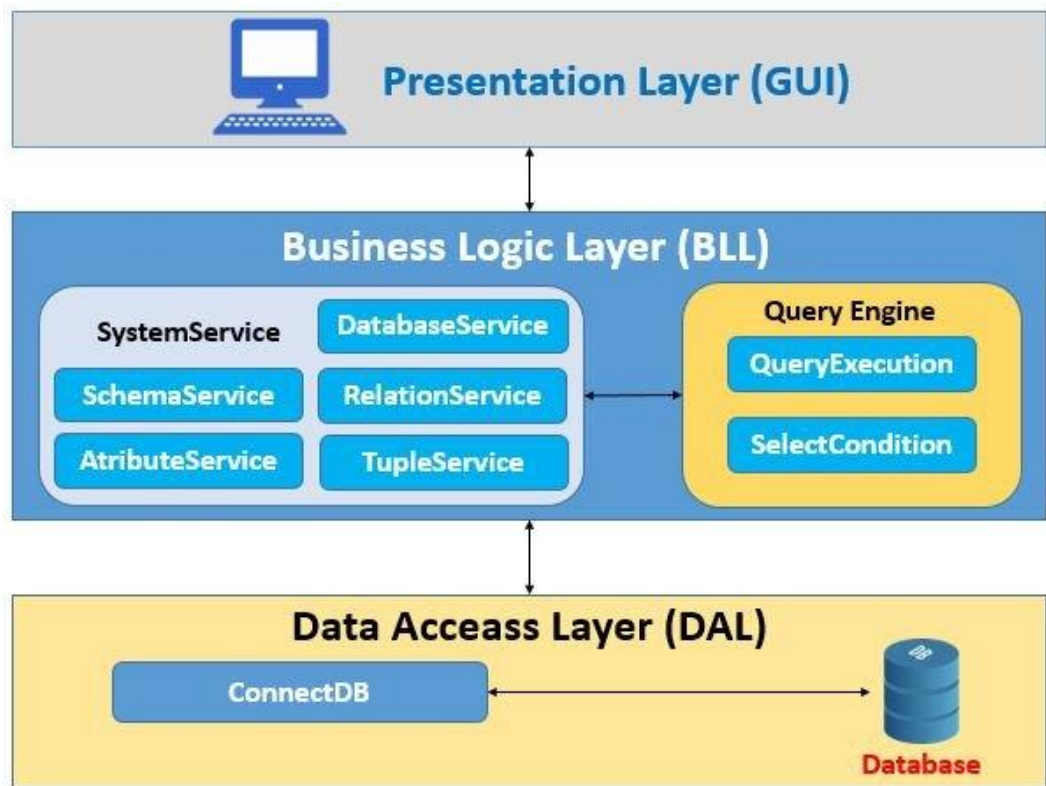 Presentation Layer (GUI)
Business Logic Layer (BLL)
SystemService
DatabaseService
SchemaService
RelationService
AtributeService
TupleService
Query Engine
QueryExecution
SelectCondition
Data Acceass Layer (DAL)
ConnectDB
DB
Database